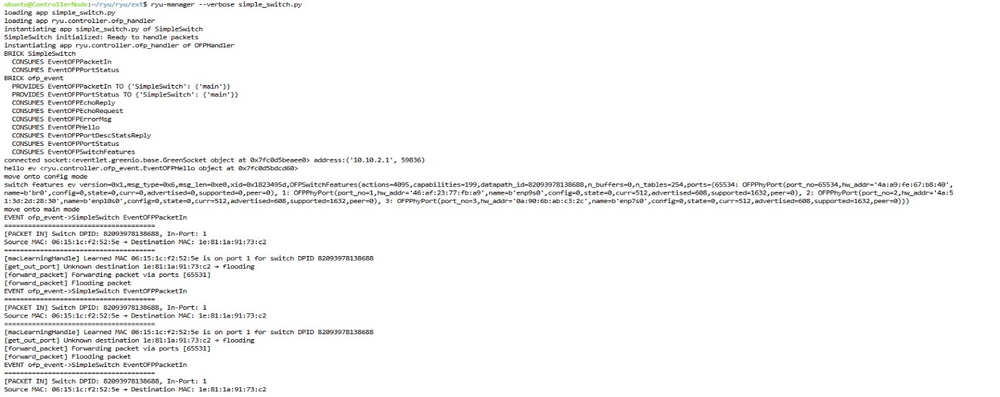 ubuntu@ControllerNode:~/ryu/ryu/ext$ ryu-manager --verbose simple_switch.py
loading app simple_switch.py
loading app ryu.controller.ofp_handler
instantiating app simple_switch.py of SimpleSwitch
SimpleSwitch initialized: Ready to handle packets
instantiating app ryu.controller.ofp_handler of OFPHandler
BRICK SimpleSwitch
  CONSUMES EventOFPPacketIn
  CONSUMES EventOFPPortStatus
BRICK ofp_event
  PROVIDES EventOFPPacketIn TO {'SimpleSwitch': {'main'}}
  PROVIDES EventOFPPortStatus TO {'SimpleSwitch': {'main'}}
  CONSUMES EventOFPEchoReply
  CONSUMES EventOFPEchoRequest
  CONSUMES EventOFPErrorMsg
  CONSUMES EventOFPHello
  CONSUMES EventOFPPortDescStatsReply
  CONSUMES EventOFPPortStatus
  CONSUMES EventOFPSwitchFeatures
connected socket:<eventlet.greenio.base.GreenSocket object at 0x7fc0d5beaee0> address:('10.10.2.1', 59836)
hello ev <ryu.controller.ofp_event.EventOFPHello object at 0x7fc0d5bdcd60>
move onto config mode
switch features ev version=0x1,msg_type=0x6,msg_len=0xe0,xid=0x1823495d,OFPSwitchFeatures(actions=4095,capabilities=199,datapath_id=82093978138688,n_buffers=0,n_tables=254,ports={65534: OFPPhyPort(port_no=65534,hw_addr='4a:a9:fe:67:b8:40',
name=b'br0',config=0,state=0,curr=0,advertised=0,supported=0,peer=0), 1: OFPPhyPort(port_no=1,hw_addr='46:af:23:77:fb:a9',name=b'enp9s0',config=0,state=0,curr=512,advertised=608,supported=1632,peer=0), 2: OFPPhyPort(port_no=2,hw_addr='4a:5
1:3d:2d:28:30',name=b'enp10s0',config=0,state=0,curr=512,advertised=608,supported=1632,peer=0), 3: OFPPhyPort(port_no=3,hw_addr='0a:90:6b:ab:c3:2c',name=b'enp7s0',config=0,state=0,curr=512,advertised=608,supported=1632,peer=0)})
move onto main mode
EVENT ofp_event->SimpleSwitch EventOFPPacketIn
=====================================
[PACKET IN] Switch DPID: 82093978138688, In-Port: 1
Source MAC: 06:15:1c:f2:52:5e → Destination MAC: 1e:81:1a:91:73:c2
=====================================
[macLearningHandle] Learned MAC 06:15:1c:f2:52:5e is on port 1 for switch DPID 82093978138688
[get_out_port] Unknown destination 1e:81:1a:91:73:c2 → flooding
[forward_packet] Forwarding packet via ports [65531]
[forward_packet] Flooding packet
EVENT ofp_event->SimpleSwitch EventOFPPacketIn
=====================================
[PACKET IN] Switch DPID: 82093978138688, In-Port: 1
Source MAC: 06:15:1c:f2:52:5e → Destination MAC: 1e:81:1a:91:73:c2
=====================================
[macLearningHandle] Learned MAC 06:15:1c:f2:52:5e is on port 1 for switch DPID 82093978138688
[get_out_port] Unknown destination 1e:81:1a:91:73:c2 → flooding
[forward_packet] Forwarding packet via ports [65531]
[forward_packet] Flooding packet
EVENT ofp_event->SimpleSwitch EventOFPPacketIn
=====================================
[PACKET IN] Switch DPID: 82093978138688, In-Port: 1
Source MAC: 06:15:1c:f2:52:5e → Destination MAC: 1e:81:1a:91:73:c2